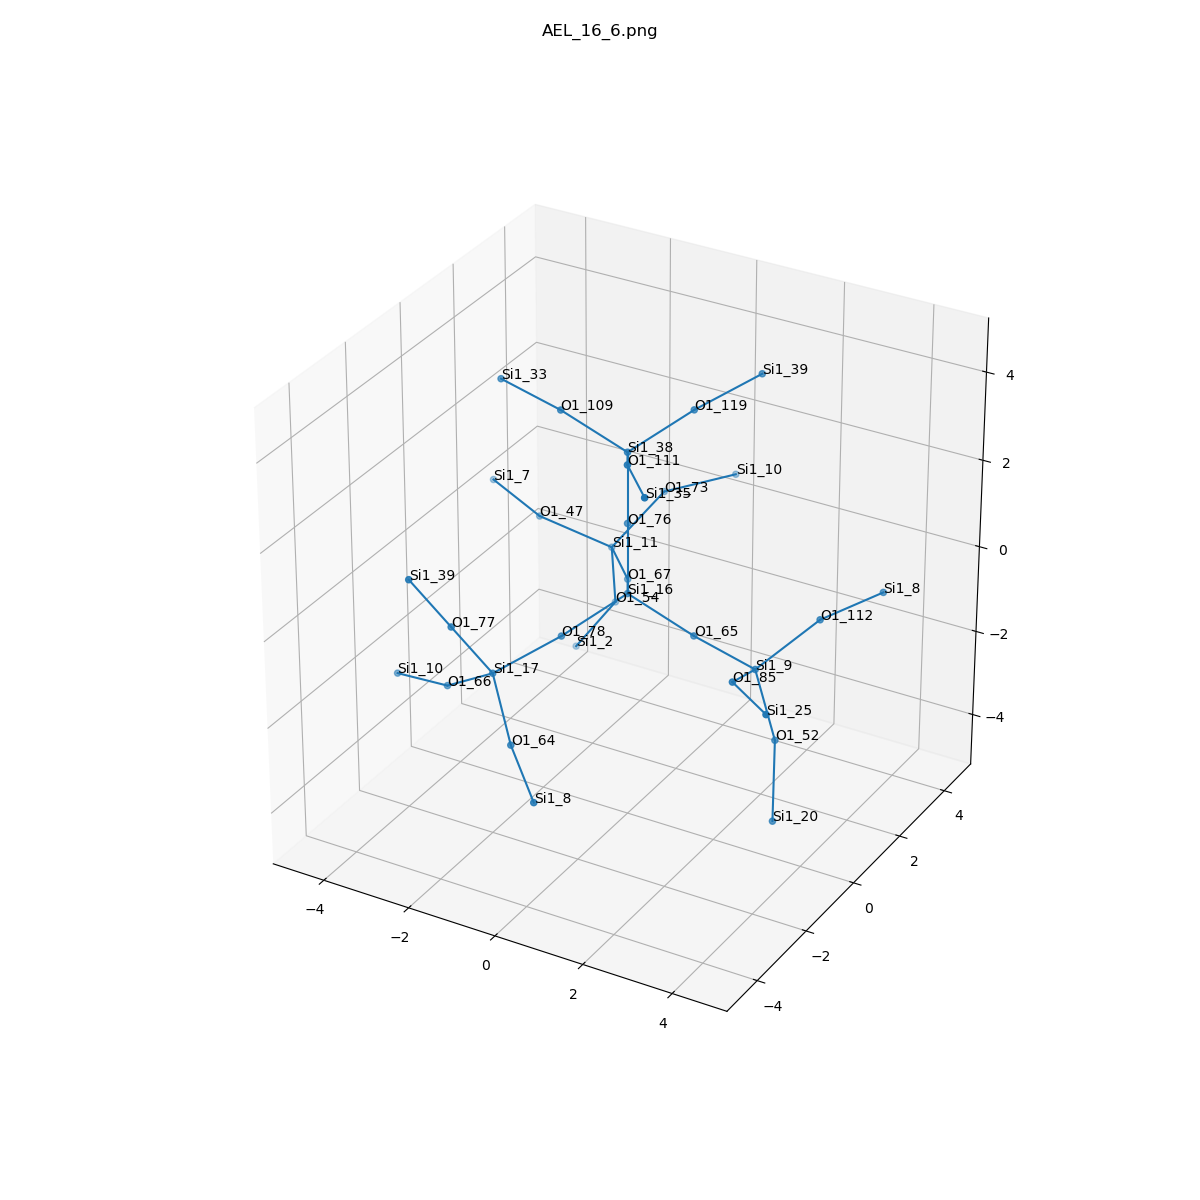 AEL_16_6.png
Si1_33
Si1_39
O1_109
O1_119
Si1_38
O1_111
Si1_7
Si1_10
O1_73
Si1_35
O1_47
O1_76
Si1_11
Si1_39
O1_67
Si1_16
O1_54
Si1_8
O1_112
O1_77
O1_78
Si1_2
O1_65
Si1_10
O1_66
Si1_17
Si1_9
O1_85
Si1_25
O1_52
O1_64
Si1_8
Si1_20
4
2
0
−2
−4
−4
−2
0
2
4
4
2
0
−2
−4